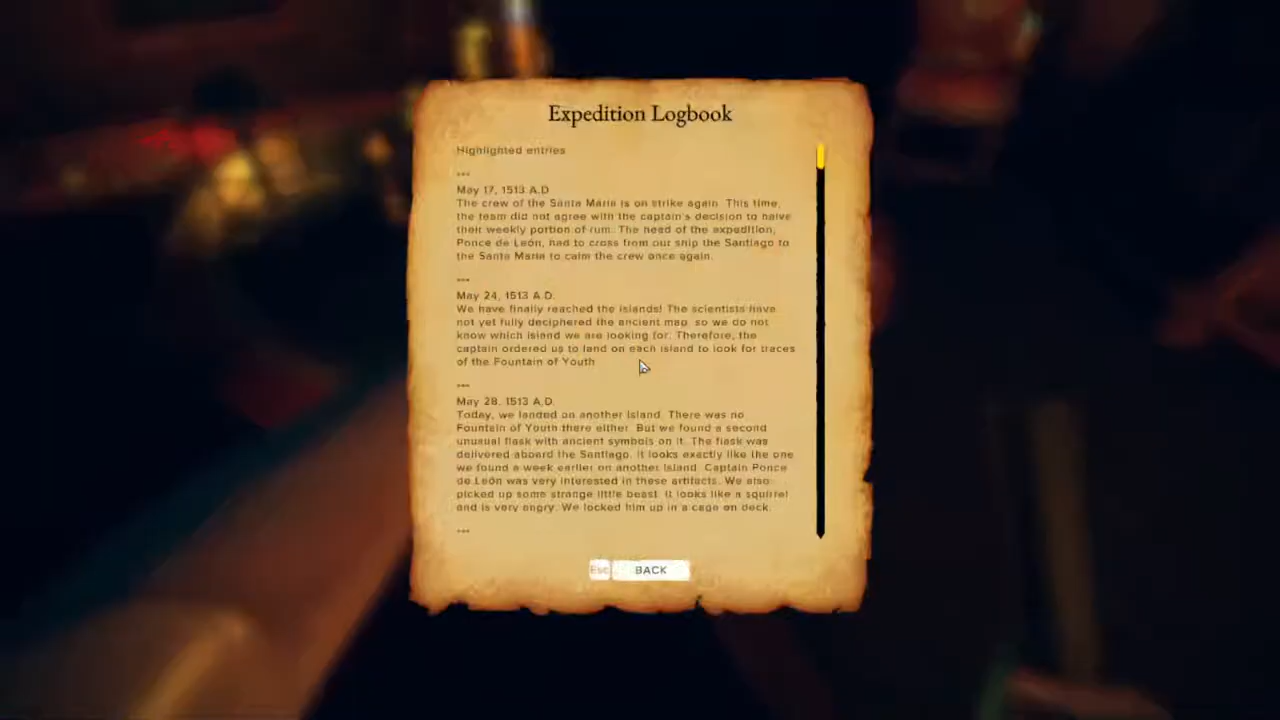 Expedition Logbook
Highlighted entries
***
May 17, 1513 A.D
The crew of the Santa Maria is on strike again. This time,
the team did not agree with the captain's decision to halve
their weekly portion of rum. The head of the expedition,
Ponce de León, had to cross from our ship the Santiago to
the Santa Maria to calm the crew once again.
***
May 24, 1513 A.D.
We have finally reached the islands! The scientists have
not yet fully deciphered the ancient map, so we do not
know which island we are looking for. Therefore, the
captain ordered us to land on each island to look for traces
of the Fountain of Youth
***
May 28, 1513 A.D.
Today, we landed on another island. There was no
Fountain of Youth there either. But we found a second
unusual flask with ancient symbols on it. The flask was
delivered aboard the Santiago. It looks exactly like the one
we found a week earlier on another island. Captain Ponce
de León was very interested in these artifacts. We also
picked up some strange little beast. It looks like a squirrel
and is very angry. We locked him up in a cage on deck.
***
Esc BACK